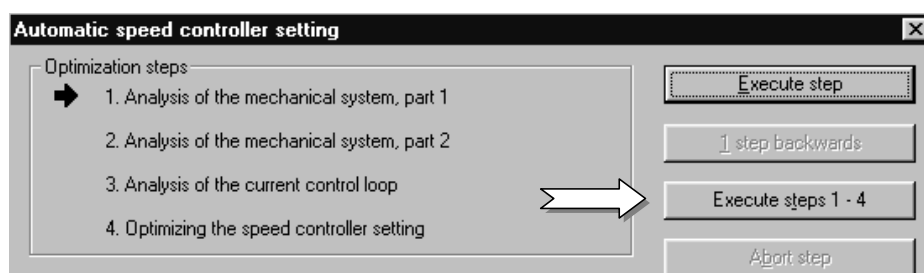 Automatic speed controller setting
Optimization steps
1. Analysis of the mechanical system, part 1
2. Analysis of the mechanical system, part 2
3. Analysis of the current control loop
4. Optimizing the speed controller setting
Execute step
1 step backwards
Execute steps 1 - 4
Abort step